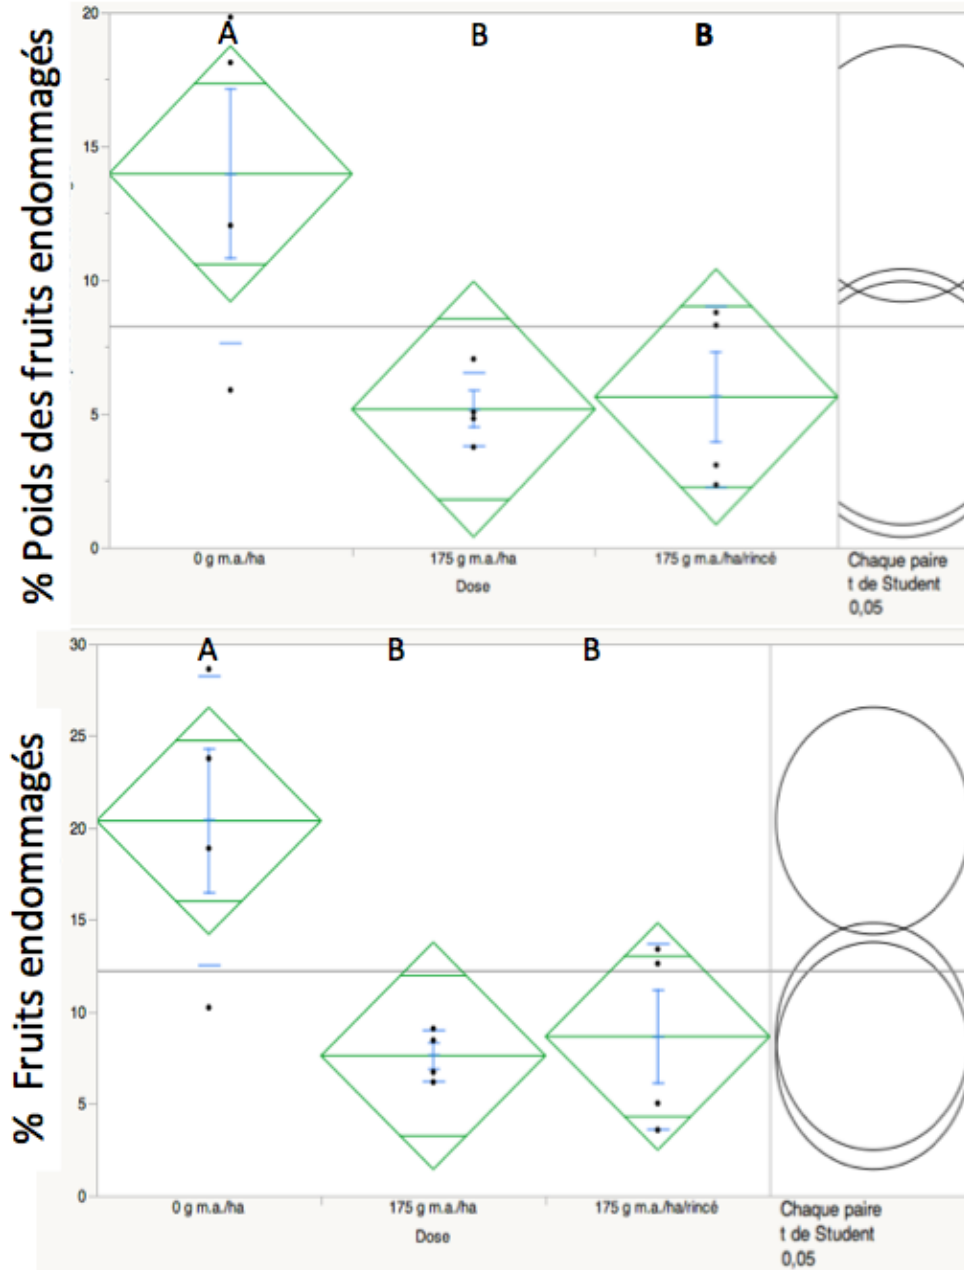 % Poids des fruits endommagés
20
15
10
5
0
A B B
0 g m.a./ha 175 g m.a./ha 175 g m.a./ha/rincé
Dose
Chaque paire
t de Student
0,05
% Fruits endommagés
30
25
20
15
10
5
0
A B B
0 g m.a./ha 175 g m.a./ha 175 g m.a./ha/rincé
Dose
Chaque paire
t de Student
0,05